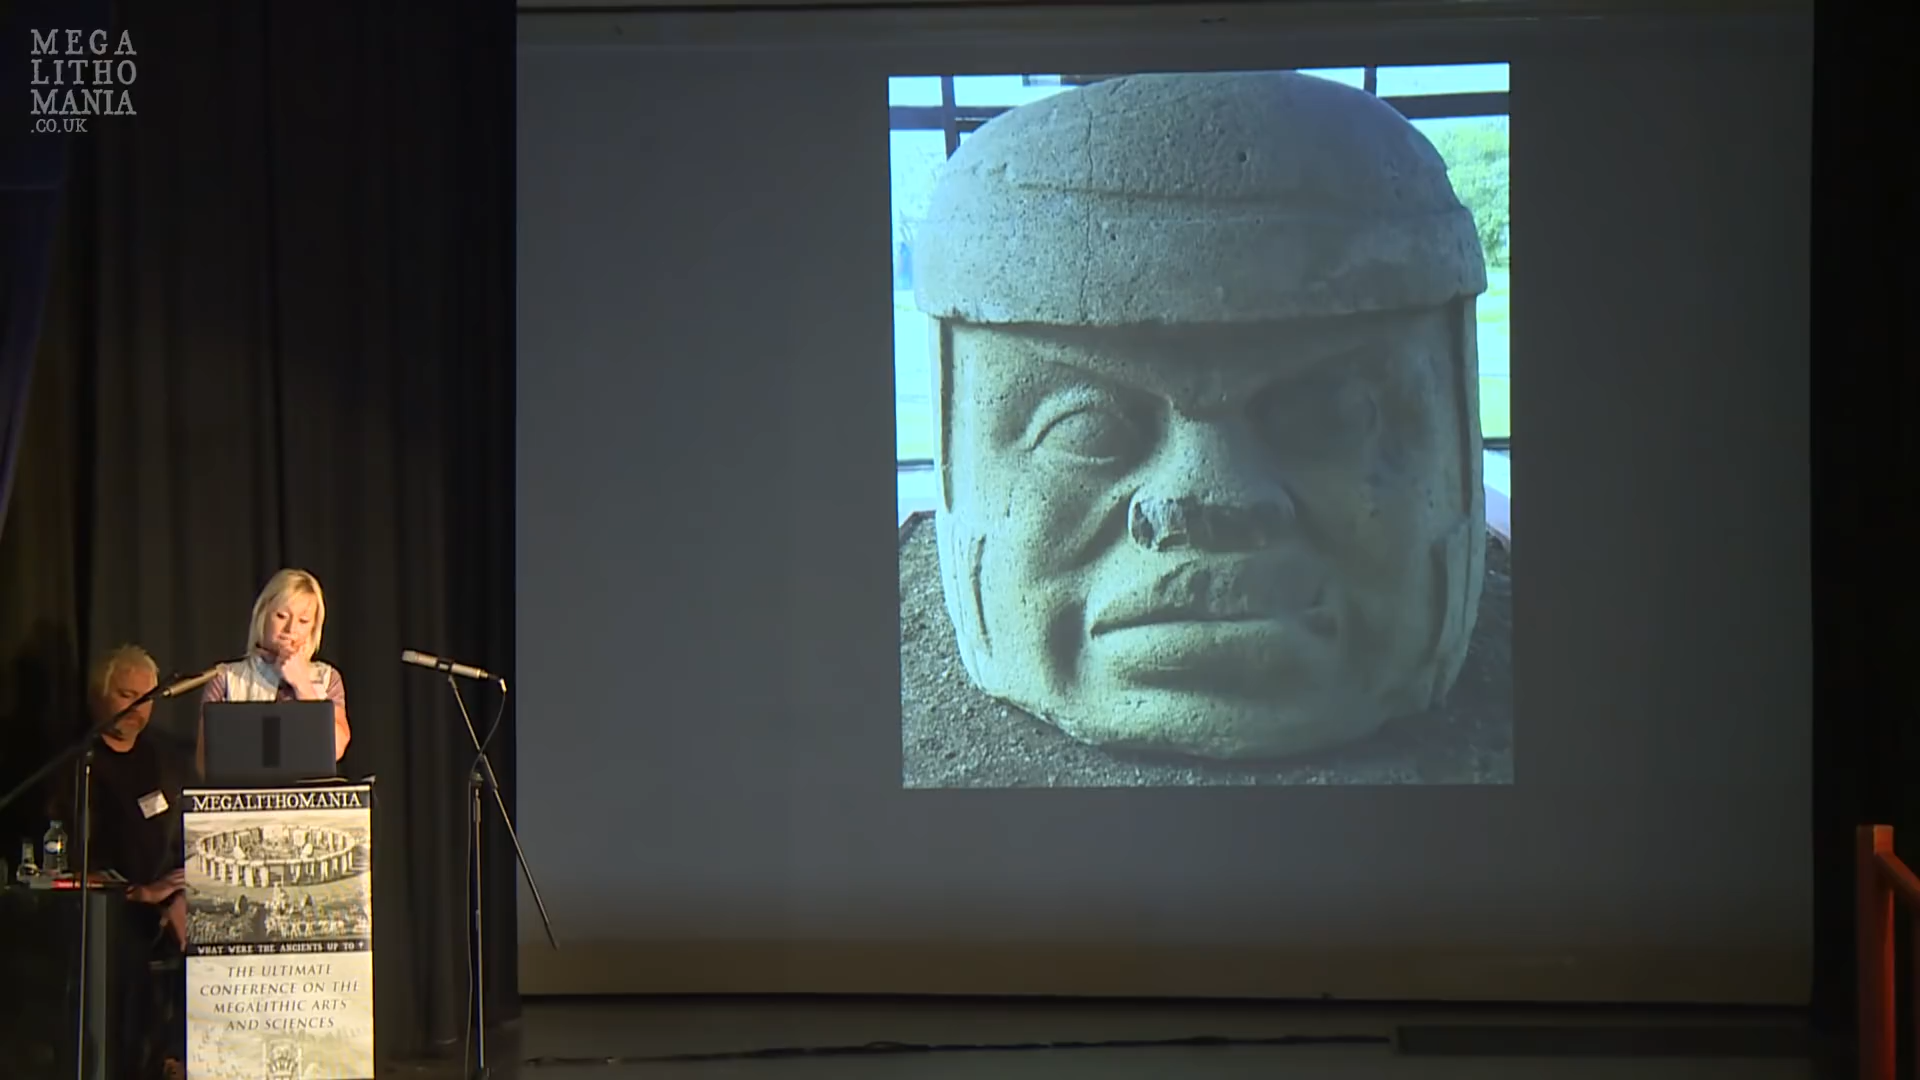 MEGA
LITHO
MANIA
.CO.UK
MEGALITHOMANIA
WHAT WERE THE ANCIENTS UP TO ?
THE ULTIMATE
CONFERENCE ON THE
MEGALITHIC ARTS
AND SCIENCES